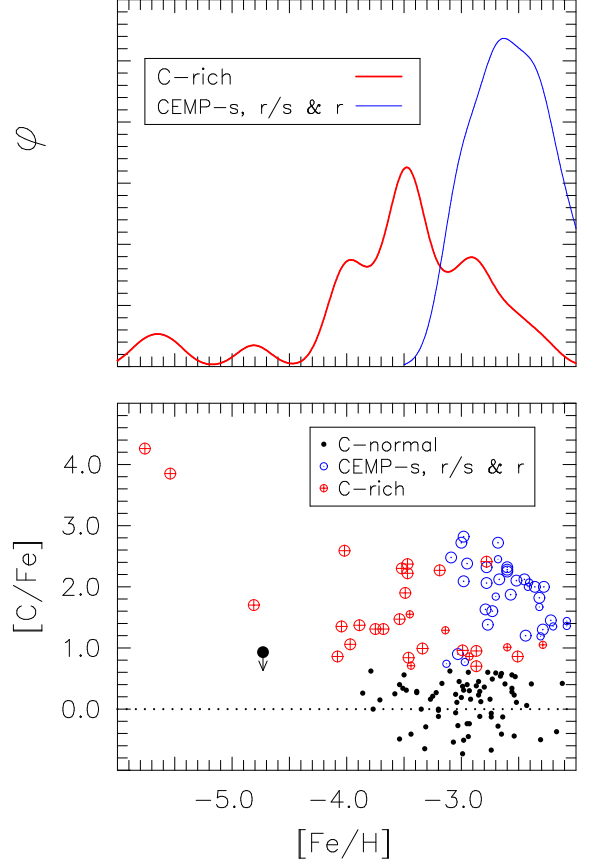 C-rich
CEMP-s, r/s & r
φ
C-normal
CEMP-s, r/s & r
C-rich
4.0
3.0
2.0
1.0
0.0
[C/Fe]
-5.0 -4.0 -3.0
[Fe/H]